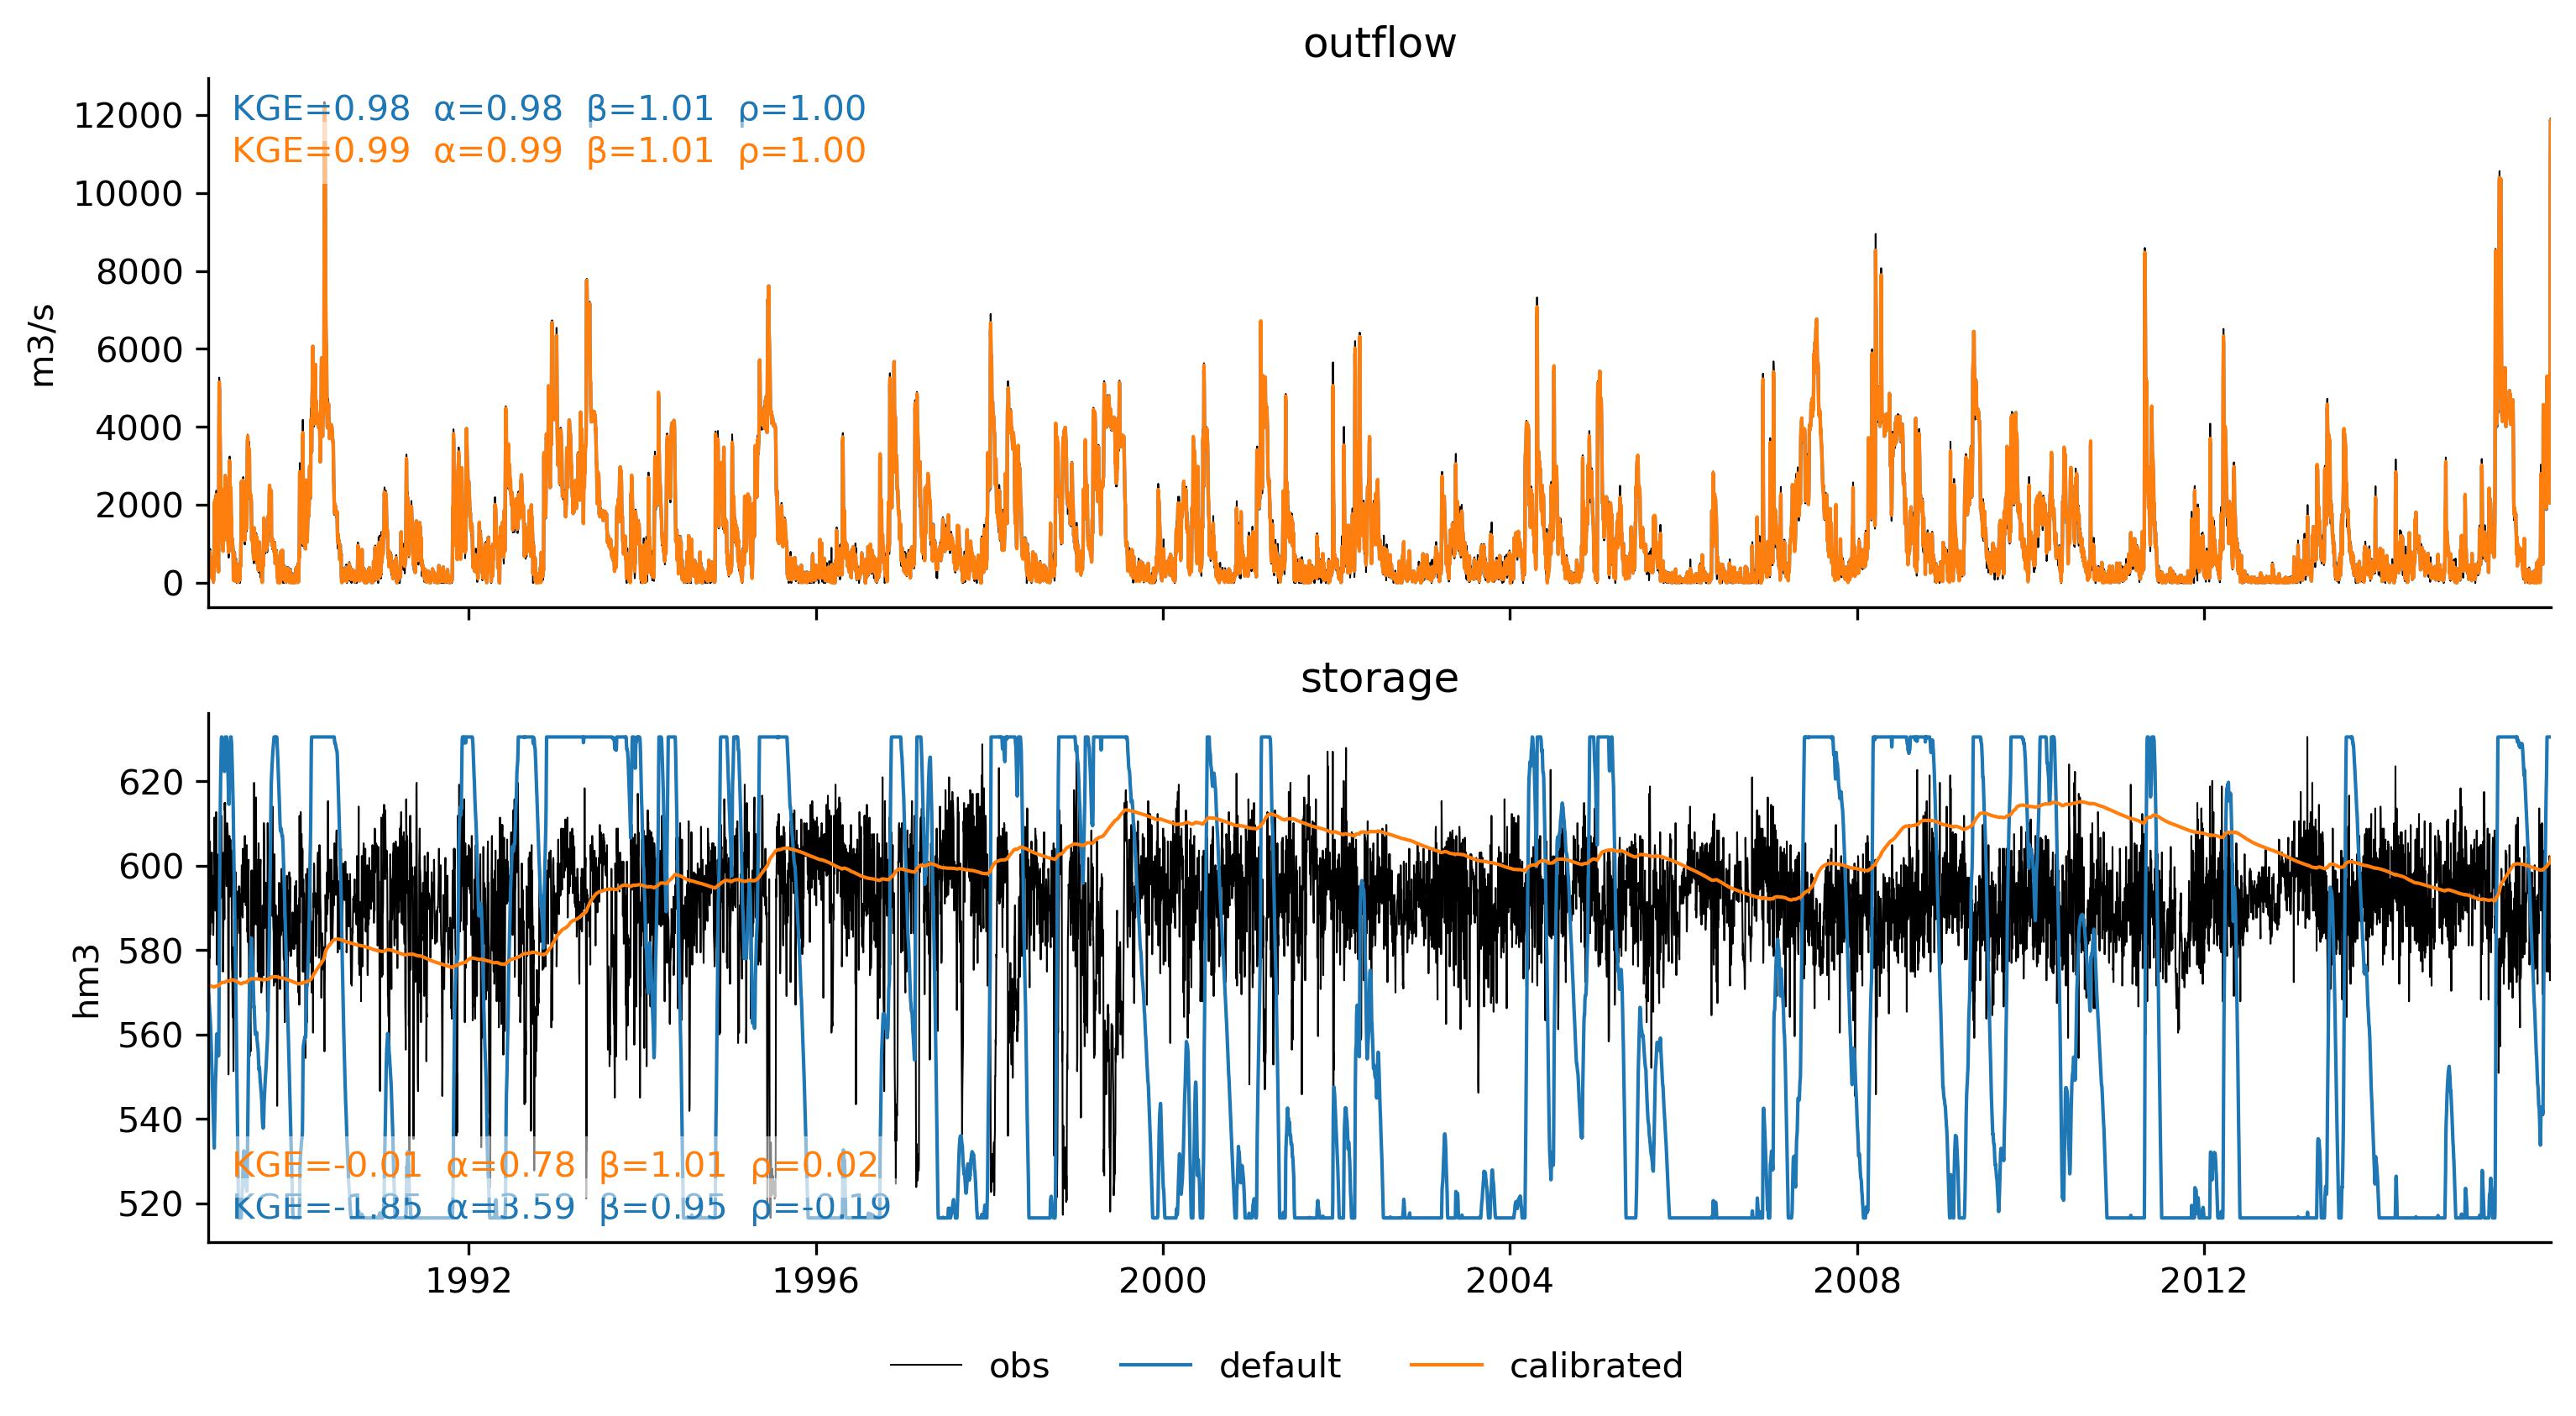 outflow
KGE=0.98 α=0.98 β=1.01 ρ=1.00
KGE=0.99 α=0.99 β=1.01 ρ=1.00
12000
10000
8000
6000
4000
2000
0
m3/s
storage
620
600
580
560
540
520
hm3
KGE=-0.01 α=0.78 β=1.01 ρ=0.02
KGE=-1.85 α=3.59 β=0.95 ρ=-0.19
1992 1996 2000 2004 2008 2012
obs default calibrated